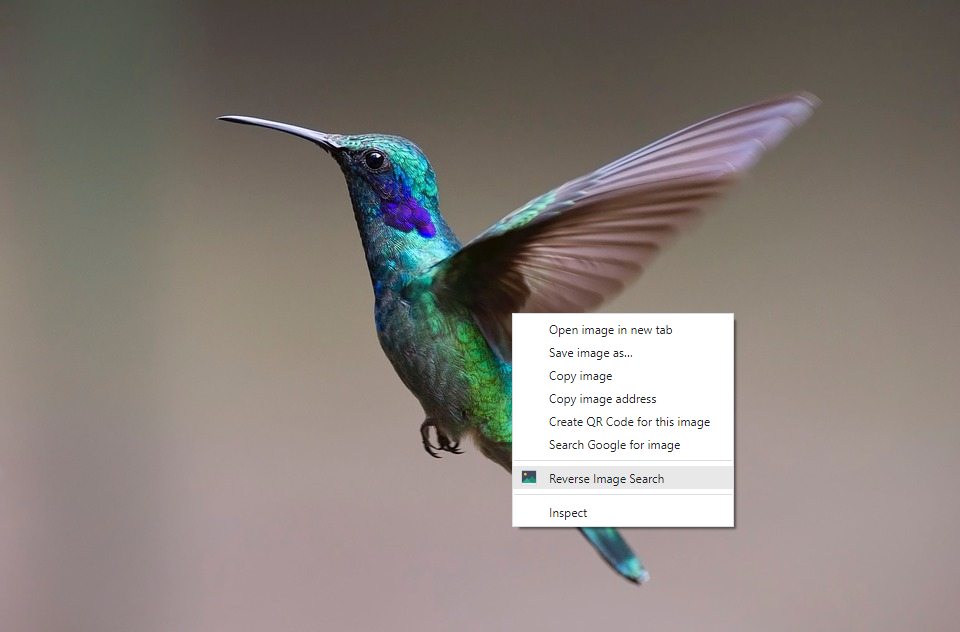 Open image in new tab
Save image as...
Copy image
Copy image address
Create QR Code for this image
Search Google for image
Reverse Image Search
Inspect